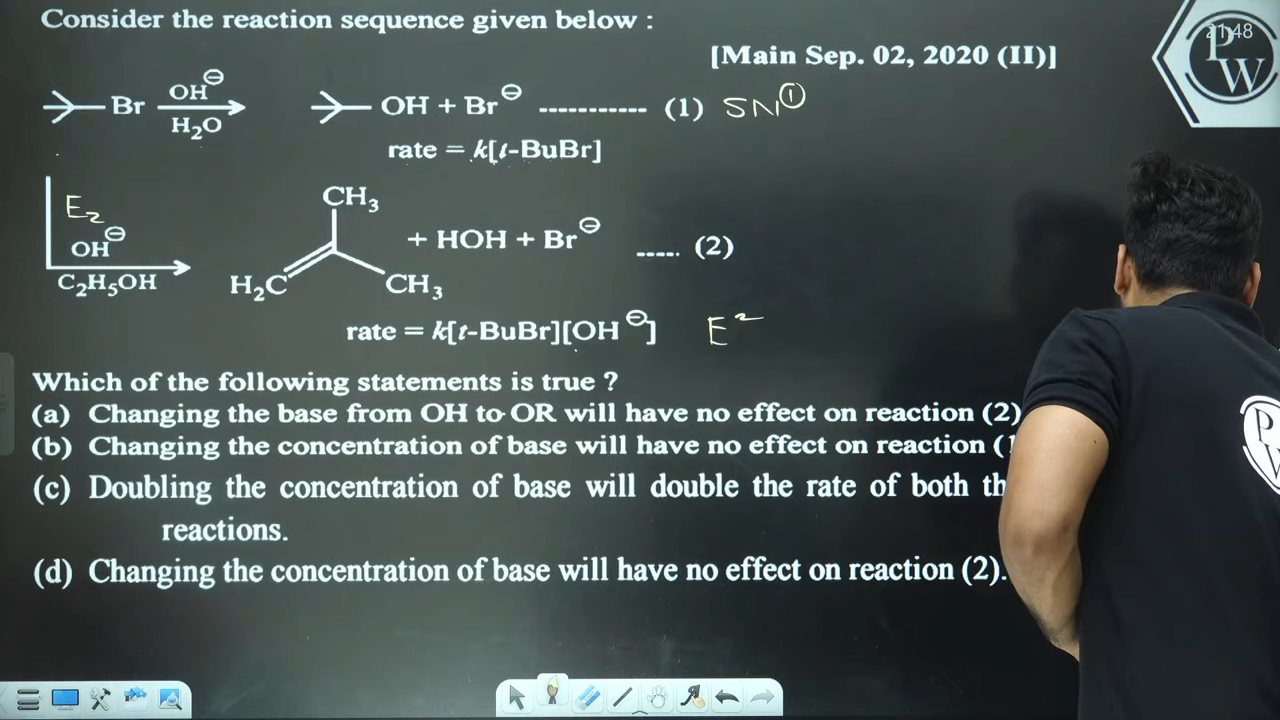 Consider the reaction sequence given below :
21:48
PW
[Main Sep. 02, 2020 (II)]
Br OH⊖ H₂O OH + Br⊖ ----------- (1) SN①
rate = k[t-BuBr]
CH₃
E₂
OH⊖
C₂H₅OH
H₂C CH₃ + HOH + Br⊖ ----. (2)
rate = k[t-BuBr][OH⊖] E²
Which of the following statements is true ?
(a) Changing the base from OH to OR will have no effect on reaction (2)
(b) Changing the concentration of base will have no effect on reaction (
(c) Doubling the concentration of base will double the rate of both
reactions.
(d) Changing the concentration of base will have no effect on reaction (2).